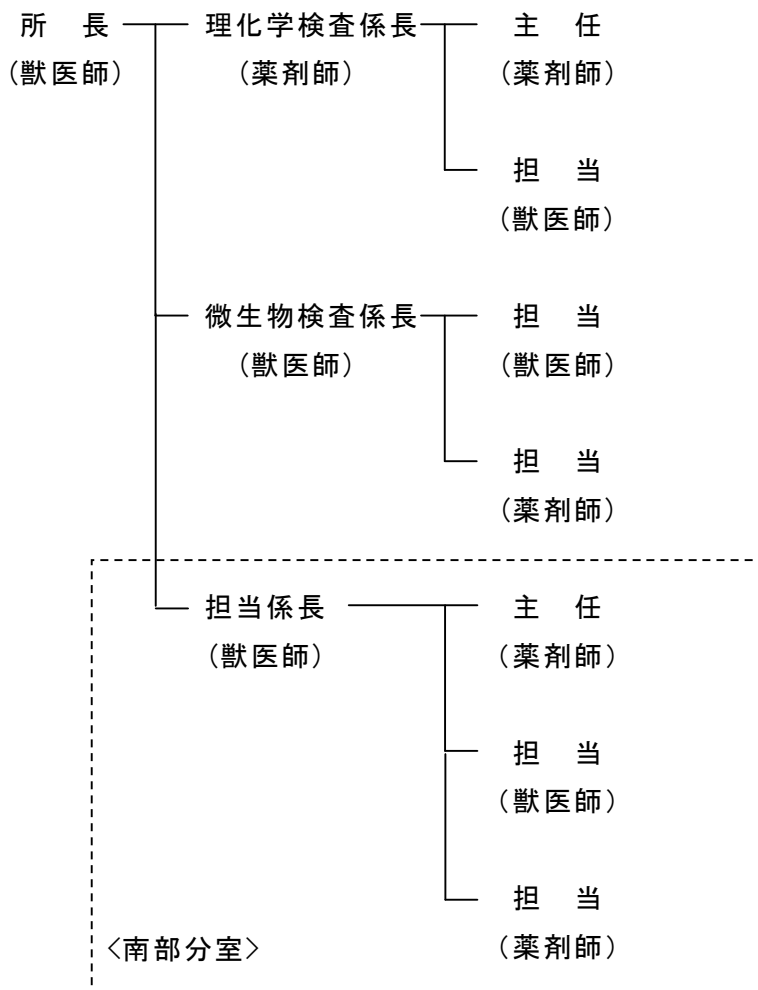 所　長　理化学検査係長　主　任
（獣医師）　（薬剤師）　（薬剤師）
担　当
（獣医師）
微生物検査係長　担　当
（獣医師）　（獣医師）
担　当
（薬剤師）
担当係長　主　任
（獣医師）　（薬剤師）
担　当
（獣医師）
担　当
〈南部分室〉　（薬剤師）